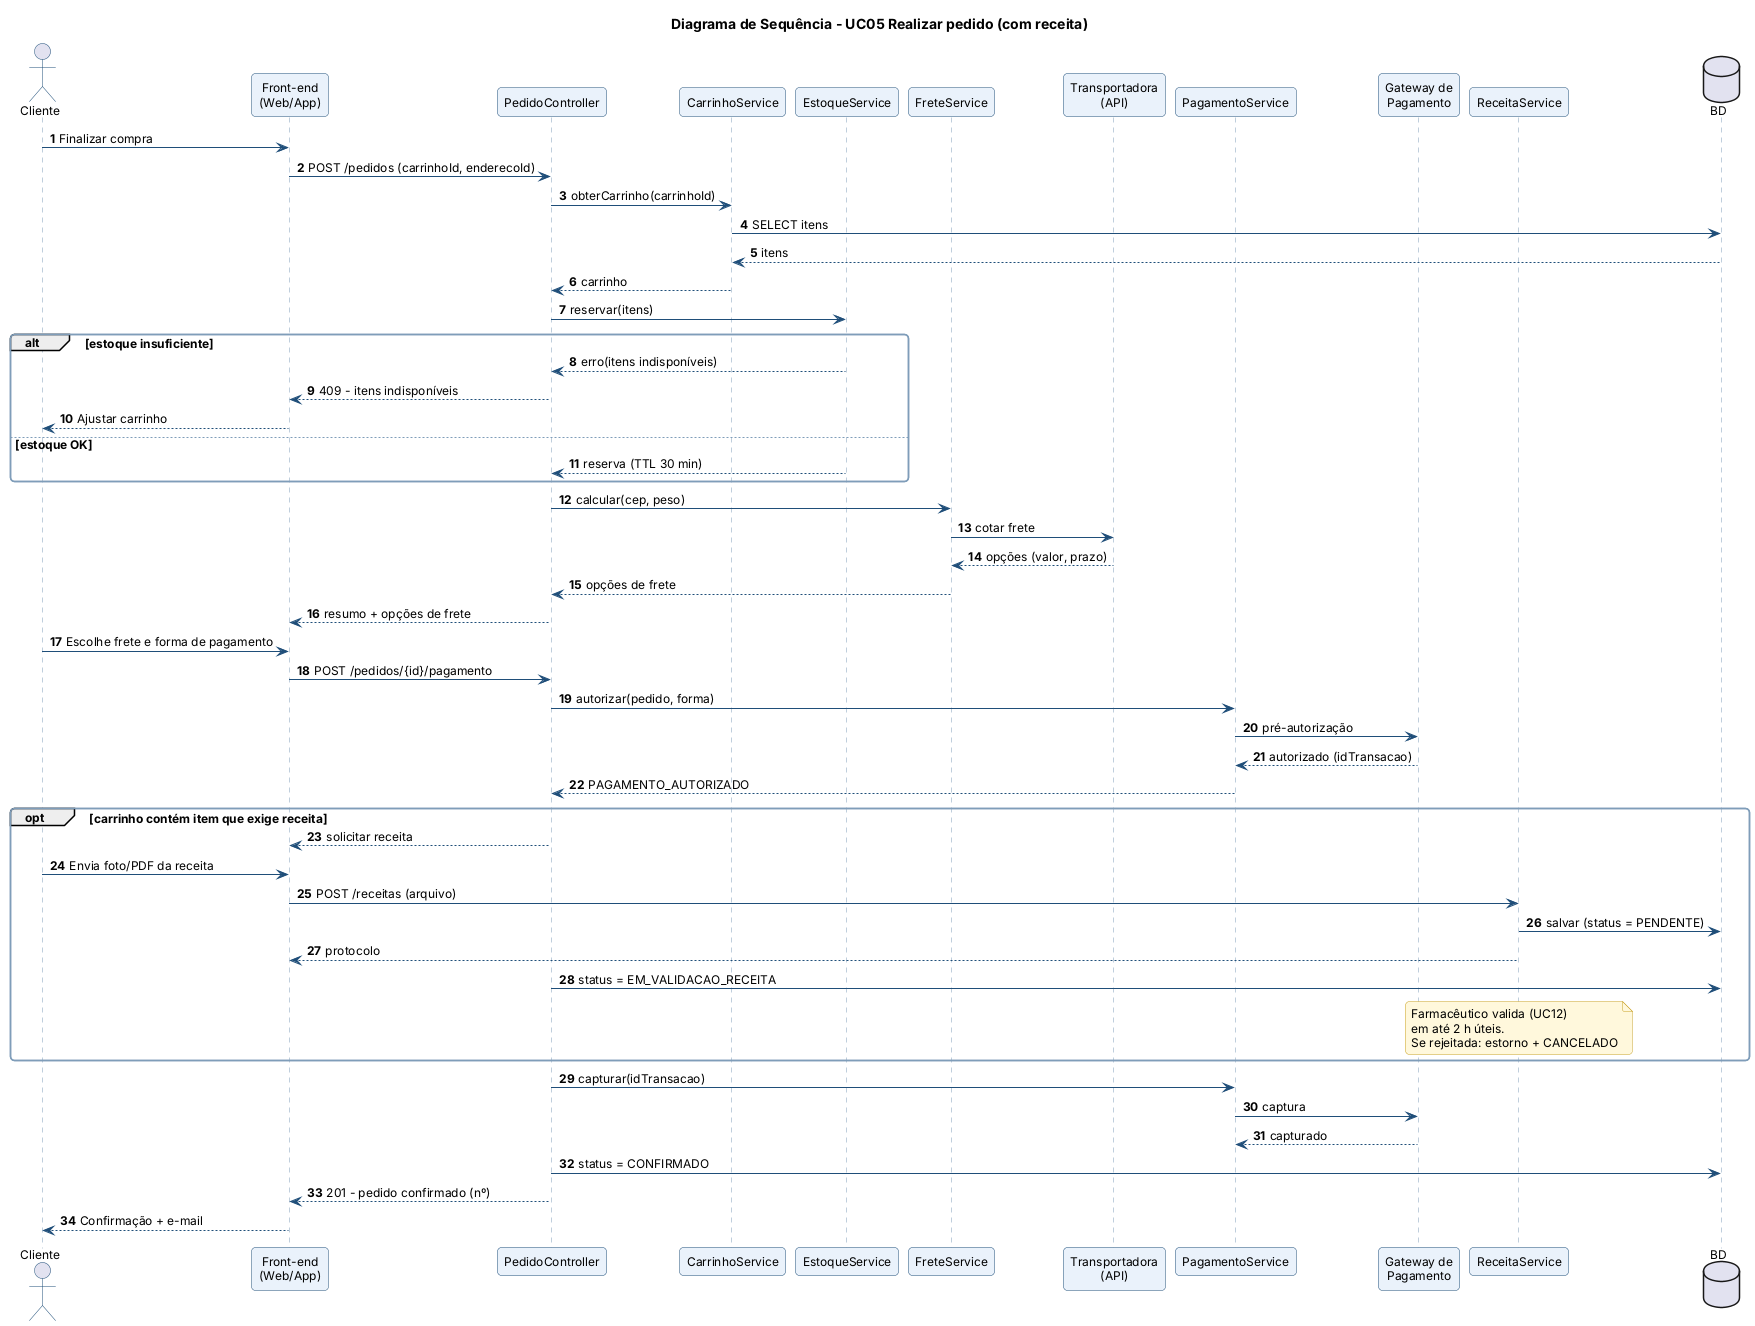 Diagrama de Sequência - UC05 Realizar pedido (com receita)
Cliente
Front-end
(Web/App)
PedidoController
CarrinhoService
EstoqueService
FreteService
Transportadora
(API)
PagamentoService
Gateway de
Pagamento
ReceitaService
BD
1 Finalizar compra
2 POST /pedidos (carrinhoId, enderecoId)
3 obterCarrinho(carrinhoId)
4 SELECT itens
5 itens
6 carrinho
7 reservar(itens)
alt [estoque insuficiente]
8 erro(itens indisponíveis)
9 409 - itens indisponíveis
10 Ajustar carrinho
[estoque OK]
11 reserva (TTL 30 min)
12 calcular(cep, peso)
13 cotar frete
14 opções (valor, prazo)
15 opções de frete
16 resumo + opções de frete
17 Escolhe frete e forma de pagamento
18 POST /pedidos/{id}/pagamento
19 autorizar(pedido, forma)
20 pré-autorização
21 autorizado (idTransacao)
22 PAGAMENTO_AUTORIZADO
opt [carrinho contém item que exige receita]
23 solicitar receita
24 Envia foto/PDF da receita
25 POST /receitas (arquivo)
26 salvar (status = PENDENTE)
27 protocolo
28 status = EM_VALIDACAO_RECEITA
Farmacêutico valida (UC12)
em até 2 h úteis.
Se rejeitada: estorno + CANCELADO
29 capturar(idTransacao)
30 captura
31 capturado
32 status = CONFIRMADO
33 201 - pedido confirmado (nº)
34 Confirmação + e-mail
Cliente
Front-end
(Web/App)
PedidoController
CarrinhoService
EstoqueService
FreteService
Transportadora
(API)
PagamentoService
Gateway de
Pagamento
ReceitaService
BD